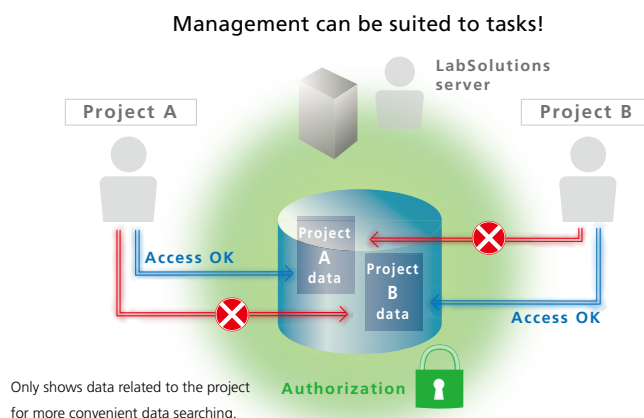 Management can be suited to tasks!
LabSolutions
server
Project A
Project B
Project
A
data
Access OK
Project
B
data
Access OK
Authorization
Only shows data related to the project
for more convenient data searching.